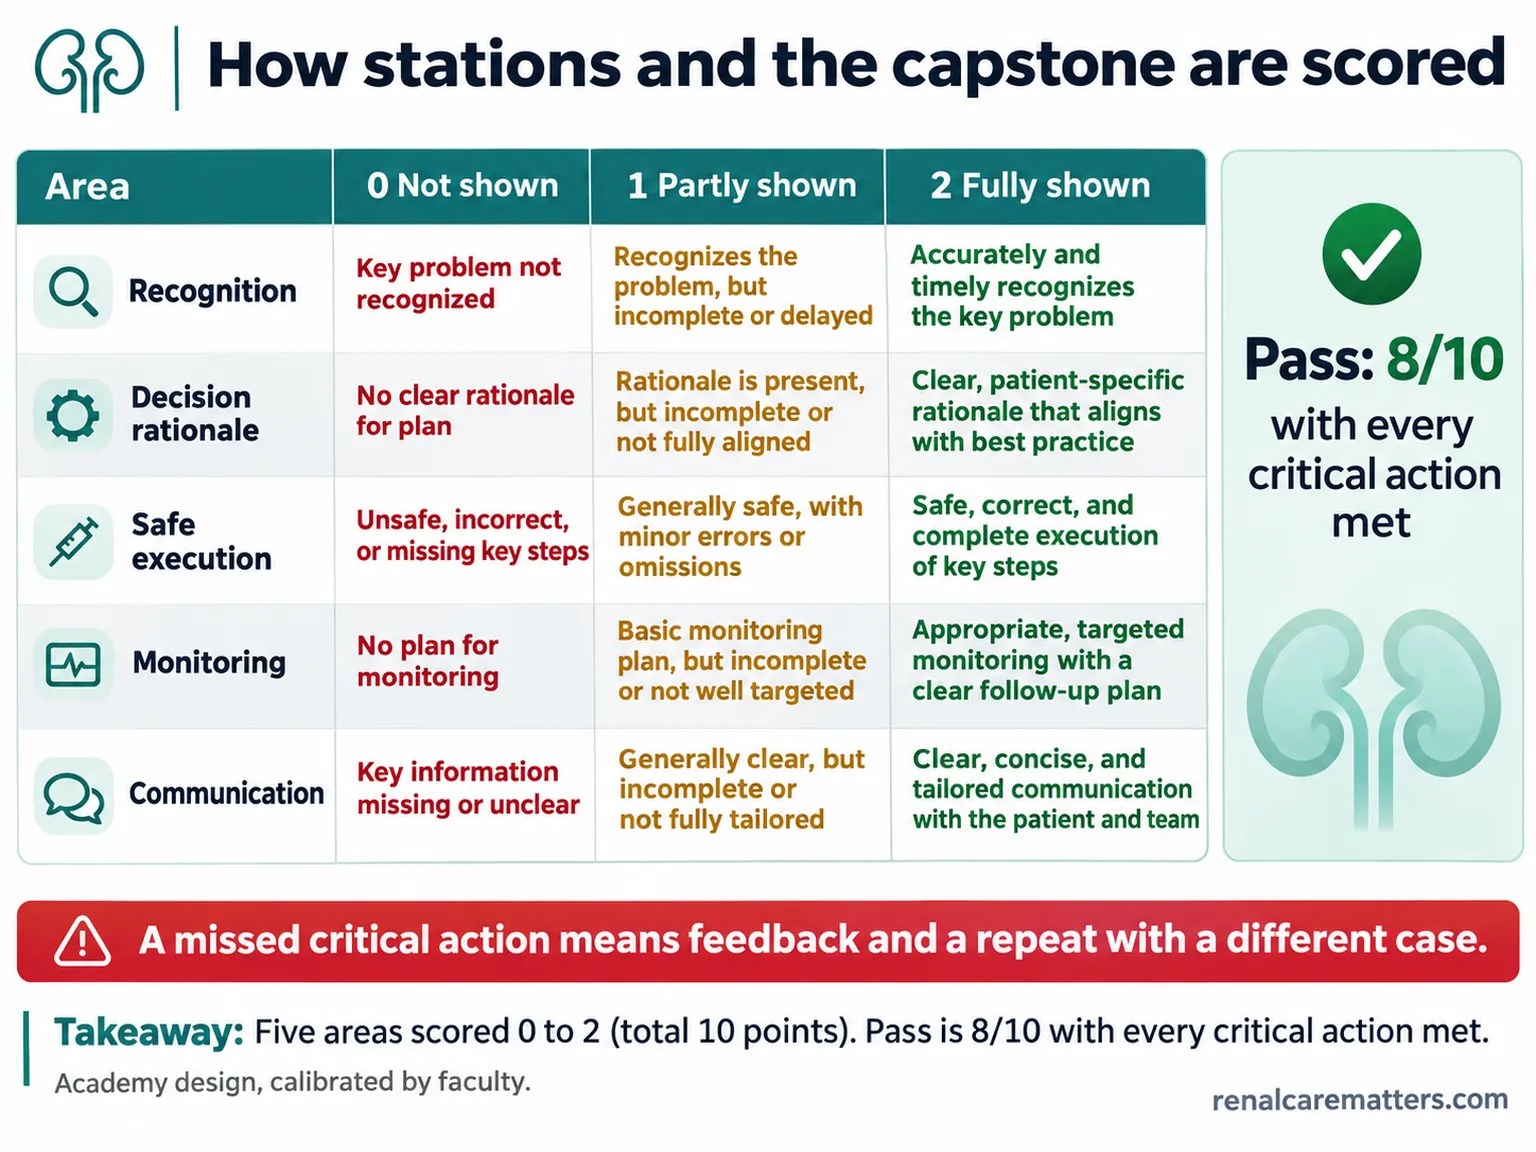 How stations and the capstone are scored
Area
0 Not shown
1 Partly shown
2 Fully shown
Recognition
Key problem not
recognized
Recognizes the
problem, but
incomplete or delayed
Accurately and
timely recognizes
the key problem
Decision
rationale
No clear rationale
for plan
Rationale is present,
but incomplete or
not fully aligned
Clear, patient-specific
rationale that aligns
with best practice
Safe
execution
Unsafe, incorrect,
or missing key steps
Generally safe, with
minor errors or
omissions
Safe, correct, and
complete execution
of key steps
Monitoring
No plan for
monitoring
Basic monitoring
plan, but incomplete
or not well targeted
Appropriate, targeted
monitoring with a
clear follow-up plan
Communication
Key information
missing or unclear
Generally clear, but
incomplete or
not fully tailored
Clear, concise, and
tailored communication
with the patient and team
Pass: 8/10
with every
critical action
met
A missed critical action means feedback and a repeat with a different case.
Takeaway: Five areas scored 0 to 2 (total 10 points). Pass is 8/10 with every critical action met.
Academy design, calibrated by faculty.
renalcarematters.com